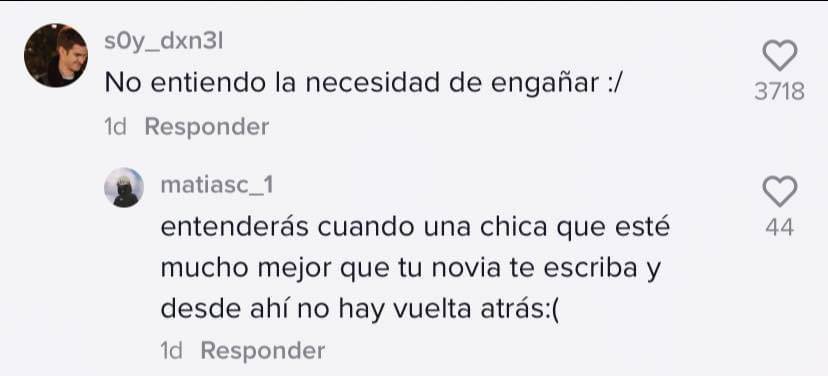 s0y_dxn3l
No entiendo la necesidad de engañar :/
3718
1d Responder
matiasc_1
entenderás cuando una chica que esté
mucho mejor que tu novia te escriba y
desde ahí no hay vuelta atrás:(
44
1d Responder